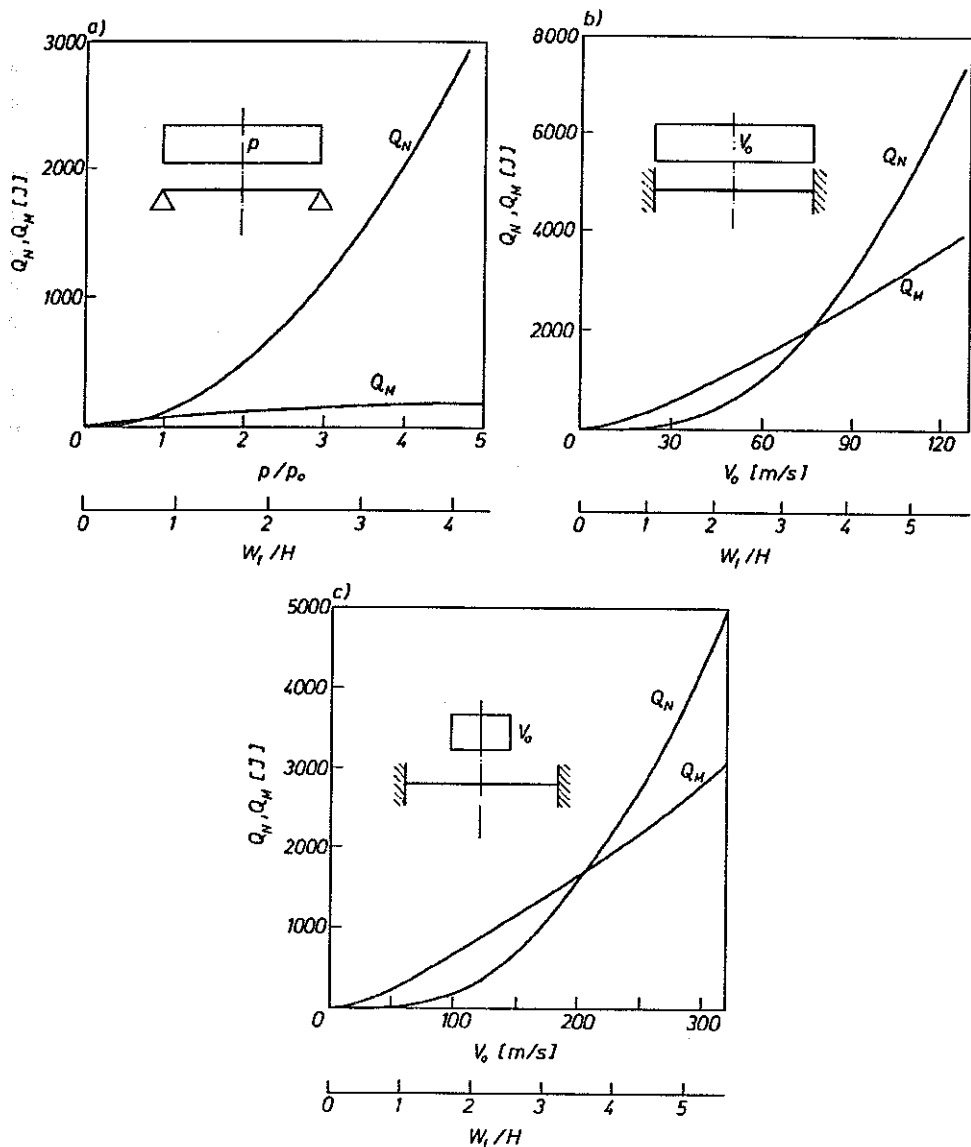 a)
3000
2000
1000
Q_N, Q_M [J]
p
Q_N
Q_M
0 1 2 3 4 5
p/p_o
0 1 2 3 4
W_f/H
b)
8000
6000
4000
2000
Q_N, Q_M [J]
V_o
Q_N
Q_M
0 30 60 90 120
V_o [m/s]
0 1 2 3 4 5
W_f/H
c)
5000
4000
3000
2000
1000
Q_N, Q_M [J]
V_o
Q_N
Q_M
0 100 200 300
V_o [m/s]
0 1 2 3 4 5
W_f/H